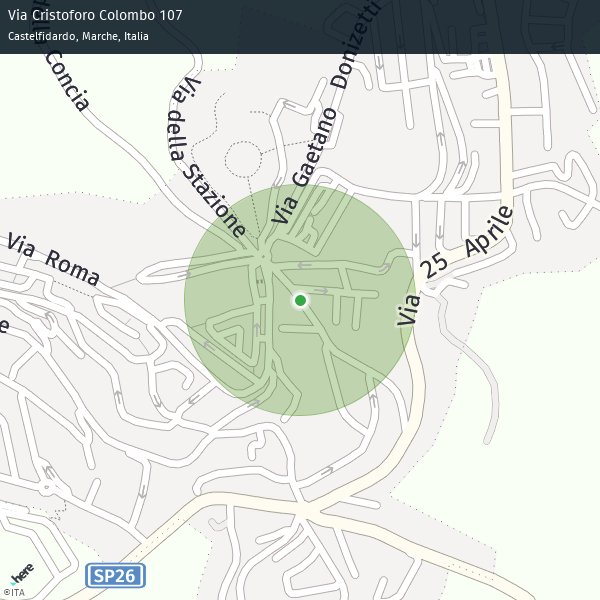 Via Cristoforo Colombo 107
Castelfidardo, Marche, Italia
Concia
Via della Stazione
Via Gaetano Donizetti
Via Roma
Via 25 Aprile
e
SP26
here
©ITA